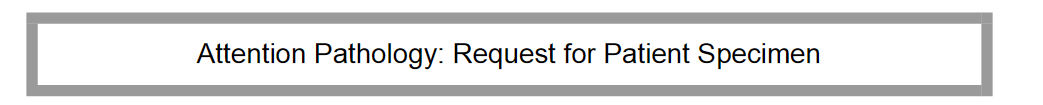 Attention Pathology: Request for Patient Specimen